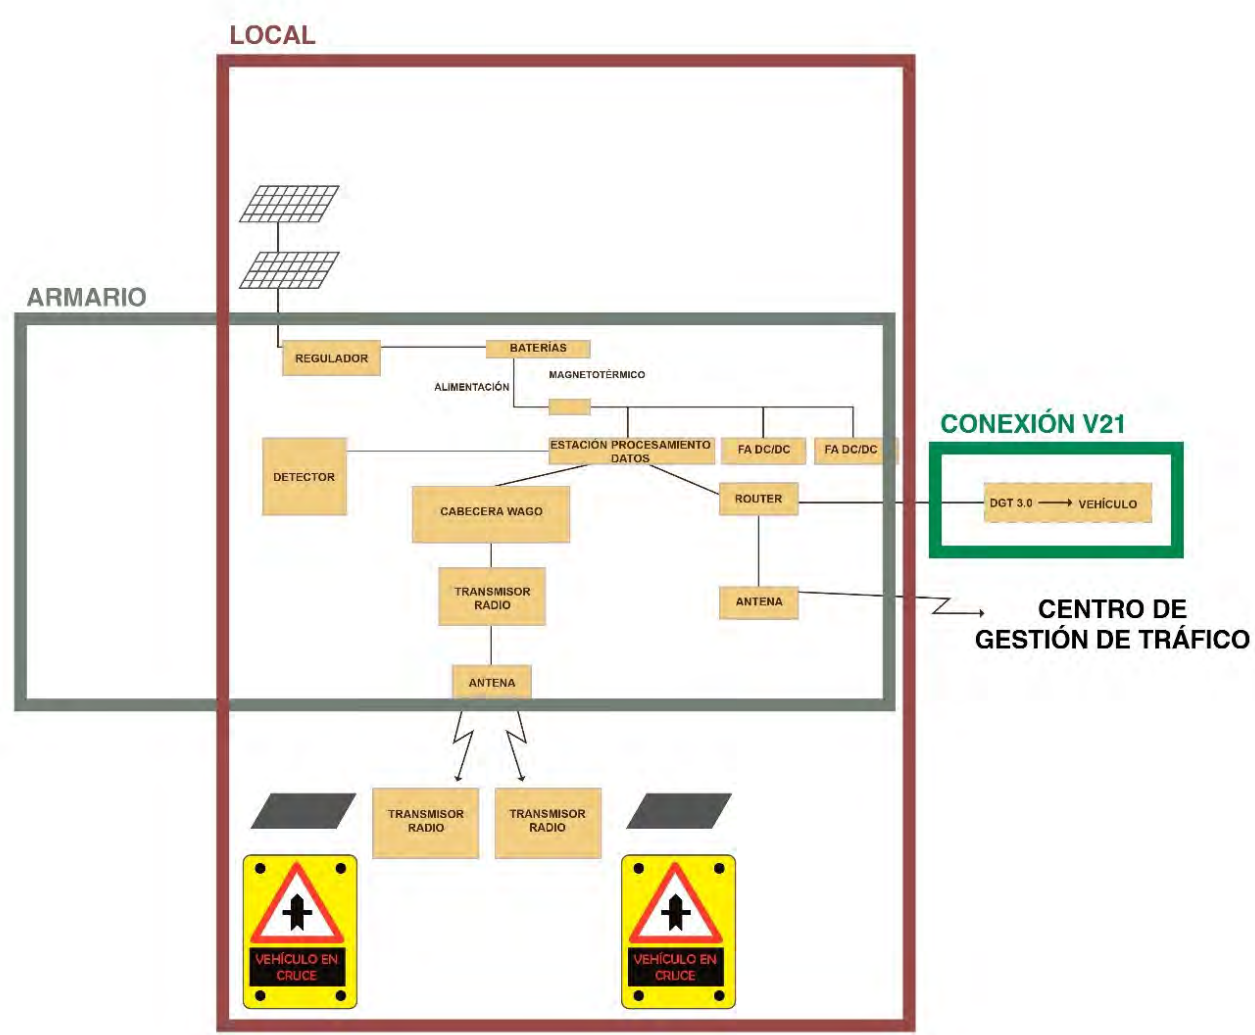 LOCAL
ARMARIO
REGULADOR
BATERÍAS
ALIMENTACIÓN
MAGNETOTÉRMICO
DETECTOR
ESTACIÓN PROCESAMIENTO
DATOS
FA DC/DC
FA DC/DC
CONEXIÓN V21
CABECERA WAGO
ROUTER
DGT 3.0
VEHÍCULO
TRANSMISOR
RADIO
ANTENA
CENTRO DE
GESTIÓN DE TRÁFICO
ANTENA
TRANSMISOR
RADIO
TRANSMISOR
RADIO
VEHÍCULO EN
CRUCE
VEHÍCULO EN
CRUCE